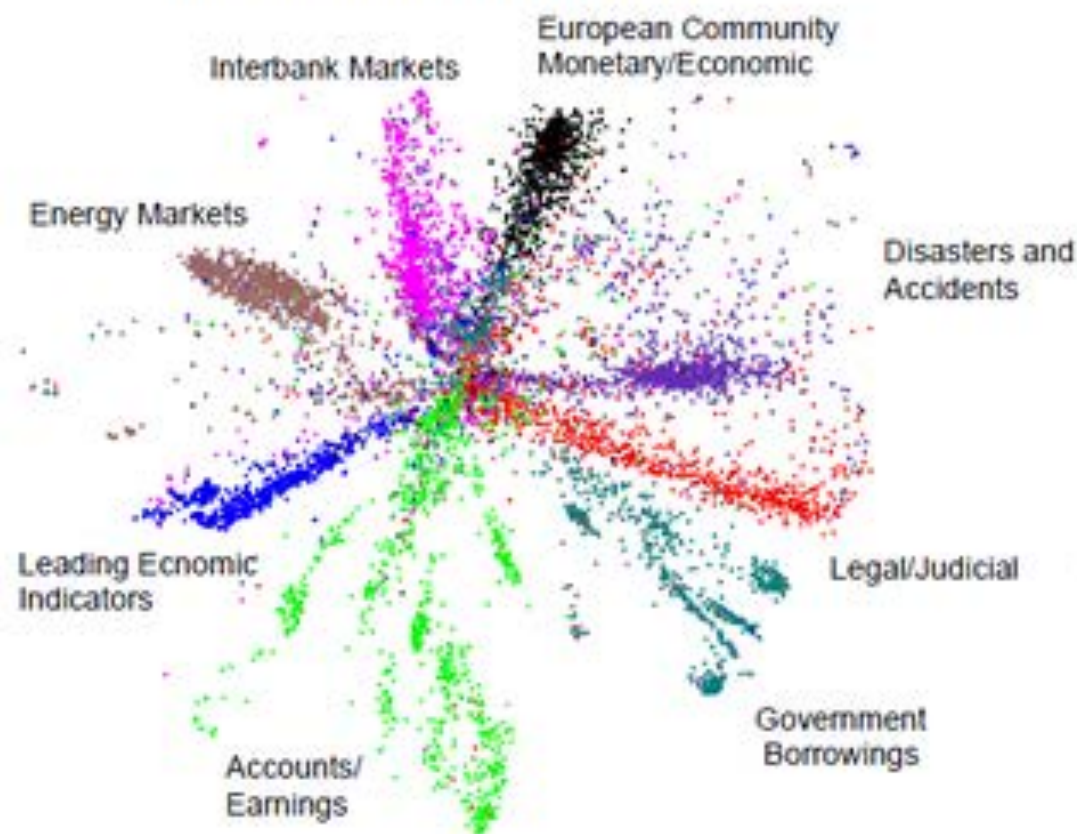 European Community
Monetary/Economic
Interbank Markets
Energy Markets
Disasters and
Accidents
Leading Ecnomic
Indicators
Legal/Judicial
Government
Borrowings
Accounts/
Earnings